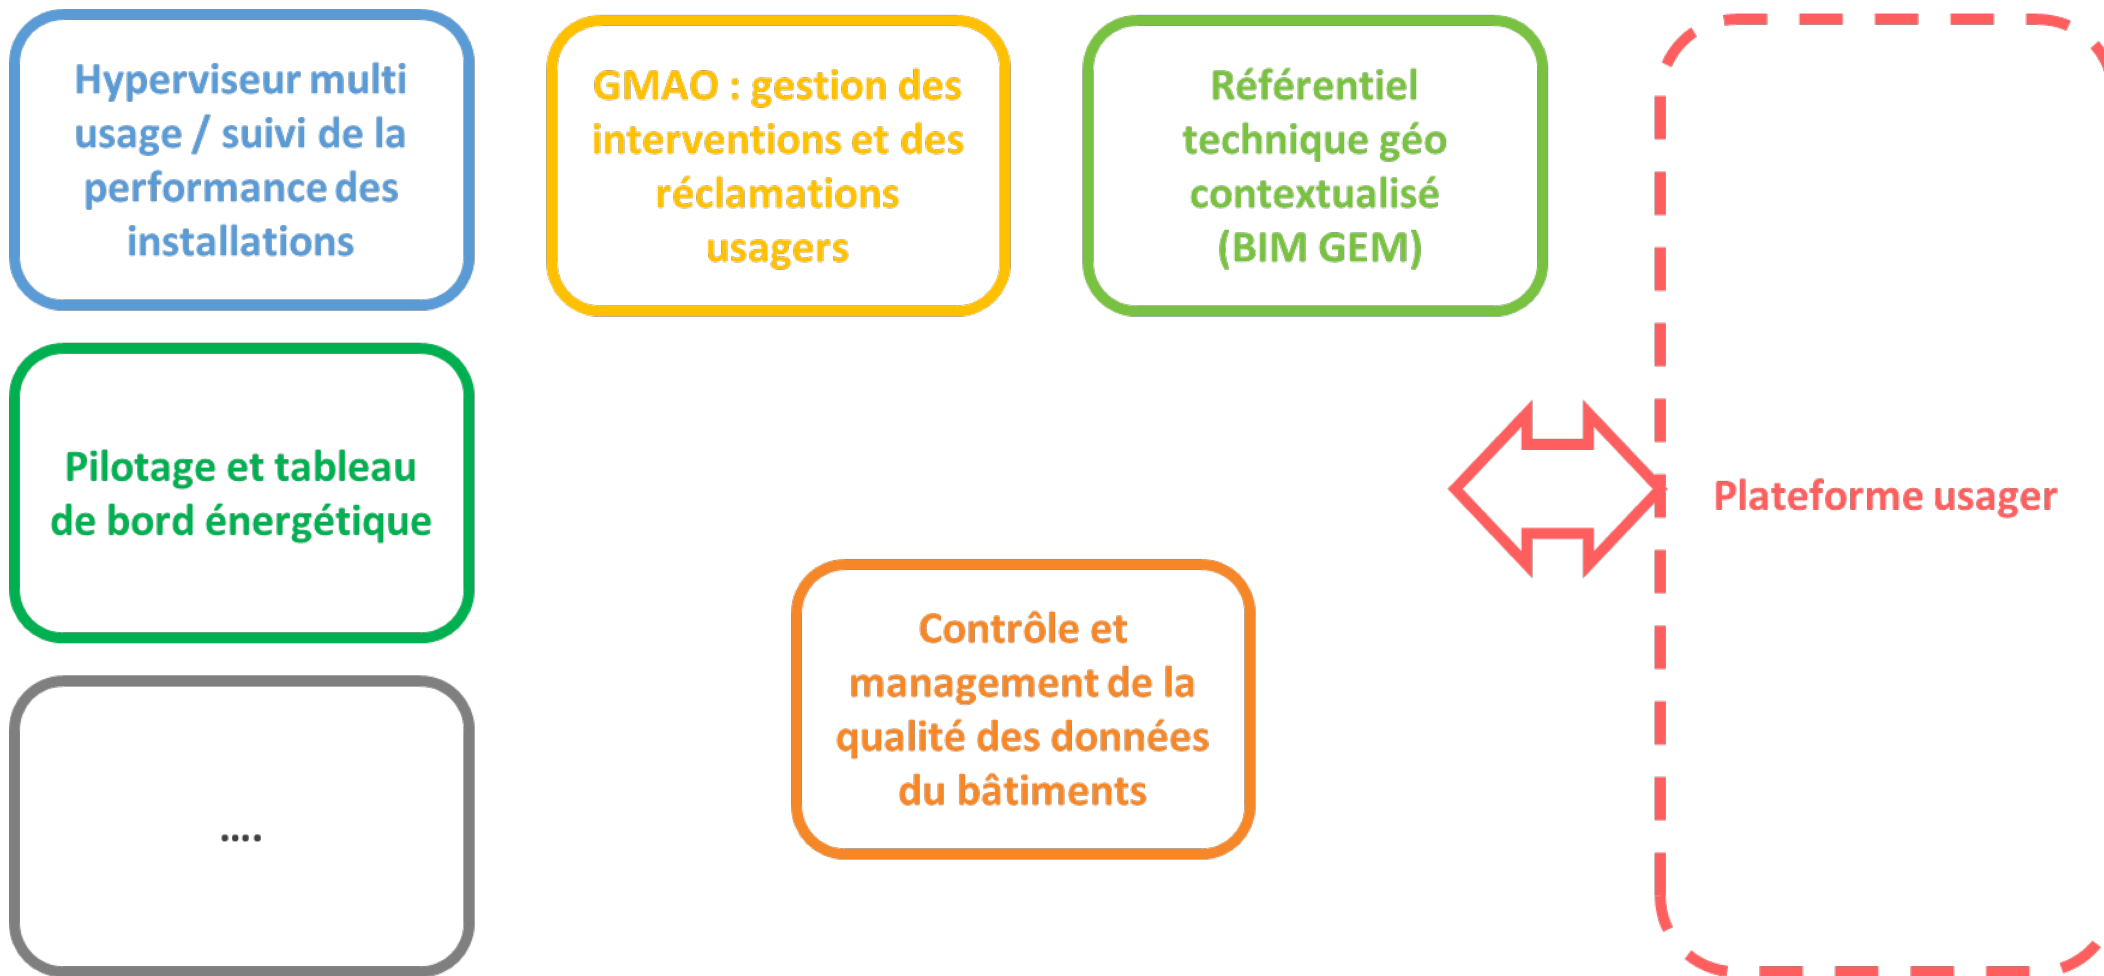 Hyperviseur multi
usage / suivi de la
performance des
installations
GMAO : gestion des
interventions et des
réclamations
usagers
Référentiel
technique géo
contextualisé
(BIM GEM)
Pilotage et tableau
de bord énergétique
Plateforme usager
Contrôle et
management de la
qualité des données
du bâtiments
....